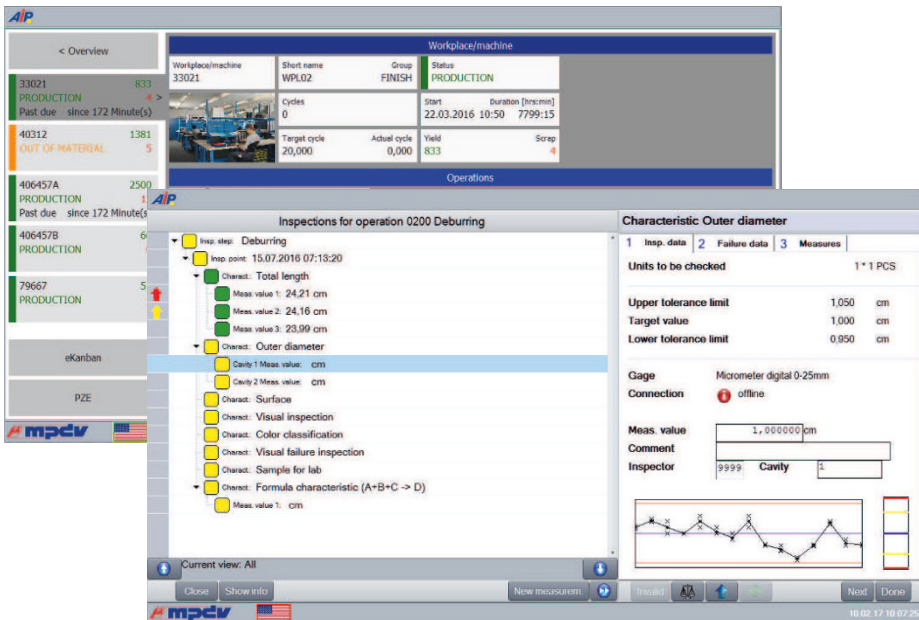 AIP
< Overview
Workplace/machine
33021 833
PRODUCTION 4 >
Past due since 172 Minute(s)
40312 1381
OUT OF MATERIAL 5
406457A 2500
PRODUCTION
Past due since 172 Minute(s
406457B
PRODUCTION
79667 5
PRODUCTION
eKanban
PZE
mpdv
Workplace/machine
33021
Short name Group
WPL02 FINISH
Status
PRODUCTION
Cycles
0
Start Duration [hrs:min]
22.03.2016 10:50 7799:15
Target cycle Actual cycle
20,000 0,000
Yield Scrap
833 4
Operations
AIP
Inspections for operation 0200 Deburring
Insp. step: Deburring
Insp. point: 15.07.2016 07:13:20
Charact.: Total length
Meas. value 1: 24,21 cm
Meas. value 2: 24,16 cm
Meas. value 3: 23,99 cm
Charact.: Outer diameter
Cavity 1 Meas. value: cm
Cavity 2 Meas. value: cm
Charact.: Surface
Charact.: Visual inspection
Charact.: Color classification
Charact.: Visual failure inspection
Charact.: Sample for lab
Charact.: Formula characteristic (A+B+C -> D)
Meas. value 1: cm
Current view: All
Close Show info New measurem.
mpdv
Characteristic Outer diameter
1 Insp. data 2 Failure data 3 Measures
Units to be checked 1 * 1 PCS
Upper tolerance limit 1,050 cm
Target value 1,000 cm
Lower tolerance limit 0,950 cm
Gage Micrometer digital 0-25mm
Connection offline
Meas. value 1,000000 cm
Comment
Inspector 9999 Cavity 1
Invalid Next Done
10.02.17 10:07:25